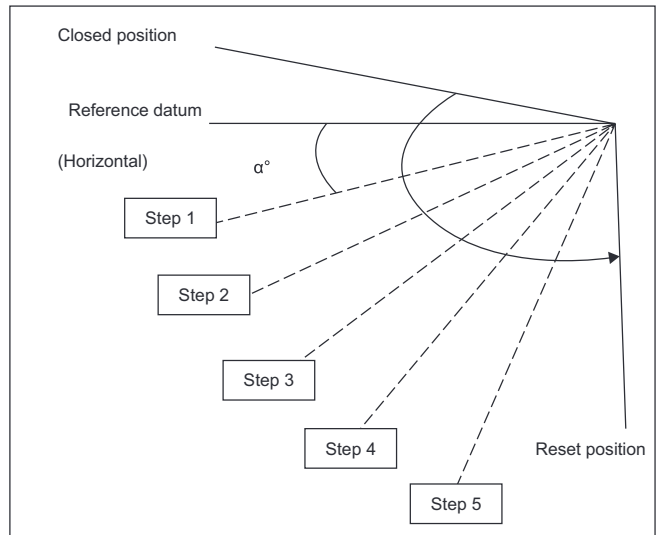 Closed position
Reference datum
(Horizontal)
α°
Step 1
Step 2
Step 3
Step 4
Reset position
Step 5